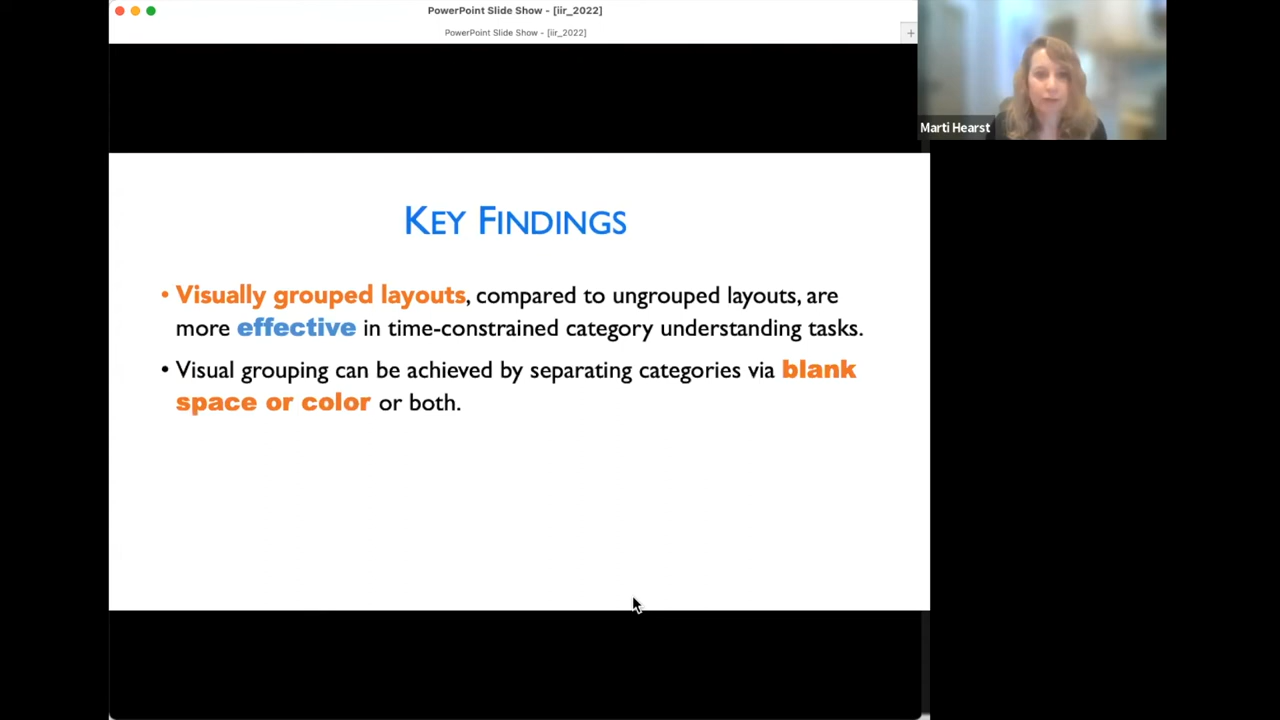 PowerPoint Slide Show - [iir_2022]
PowerPoint Slide Show - [iir_2022]
+
Marti Hearst
KEY FINDINGS
• Visually grouped layouts, compared to ungrouped layouts, are
more effective in time-constrained category understanding tasks.
• Visual grouping can be achieved by separating categories via blank
space or color or both.